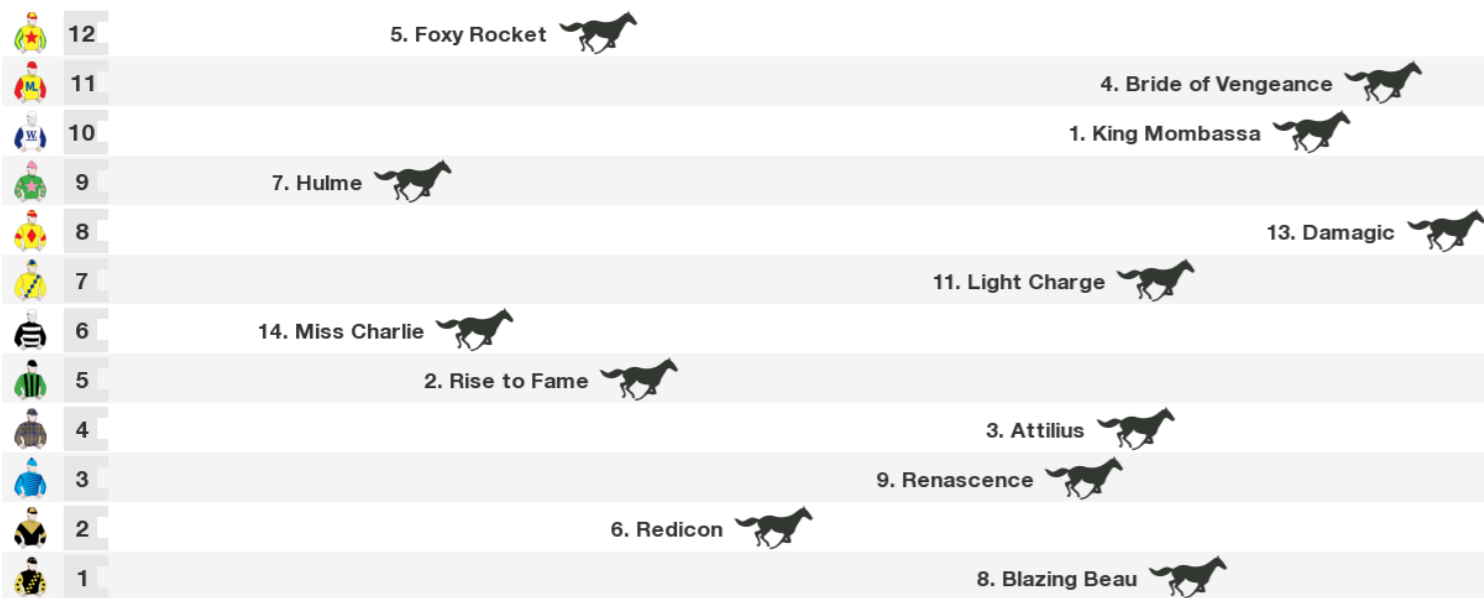 12 5. Foxy Rocket
ML 11 4. Bride of Vengeance
W 10 1. King Mombassa
9 7. Hulme
8 13. Damagic
7 11. Light Charge
6 14. Miss Charlie
5 2. Rise to Fame
4 3. Attilius
3 9. Renascence
2 6. Redicon
1 8. Blazing Beau